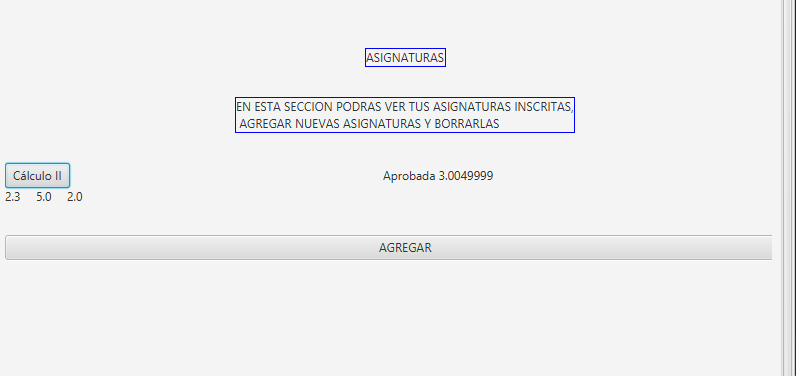 ASIGNATURAS
EN ESTA SECCION PODRAS VER TUS ASIGNATURAS INSCRITAS,
AGREGAR NUEVAS ASIGNATURAS Y BORRARLAS
Cálculo II Aprobada 3.0049999
2.3 5.0 2.0
AGREGAR